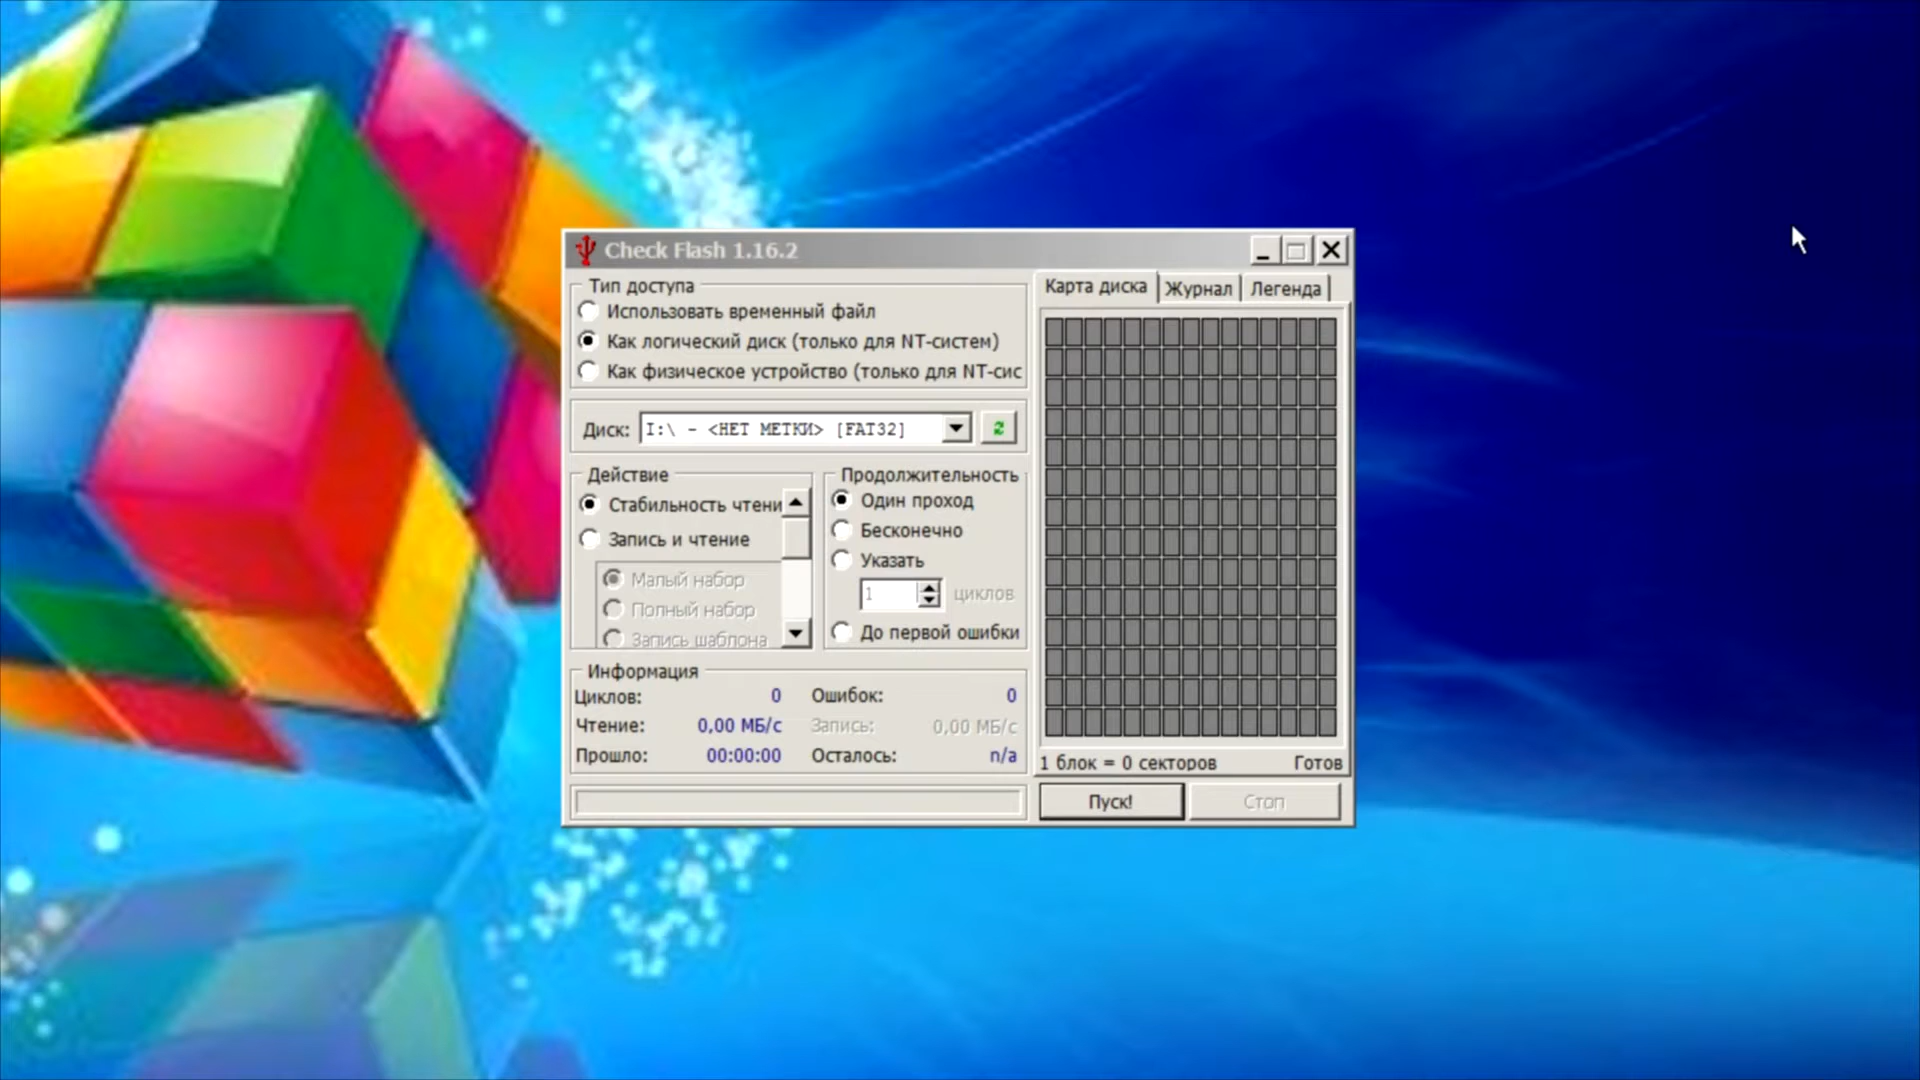 Check Flash 1.16.2
Тип доступа
Использовать временный файл
Как логический диск (только для NT-систем)
Как физическое устройство (только для NT-сис
Диск: I:\ - <НЕТ МЕТКИ> [FAT32]
Действие
Стабильность чтени
Запись и чтение
Малый набор
Полный набор
Запись шаблона
Продолжительность
Один проход
Бесконечно
Указать
1 циклов
До первой ошибки
Информация
Циклов: 0 Ошибок: 0
Чтение: 0,00 МБ/с Запись: 0,00 МБ/с
Прошло: 00:00:00 Осталось: n/a
Карта диска Журнал Легенда
1 блок = 0 секторов Готов
Пуск! Стоп